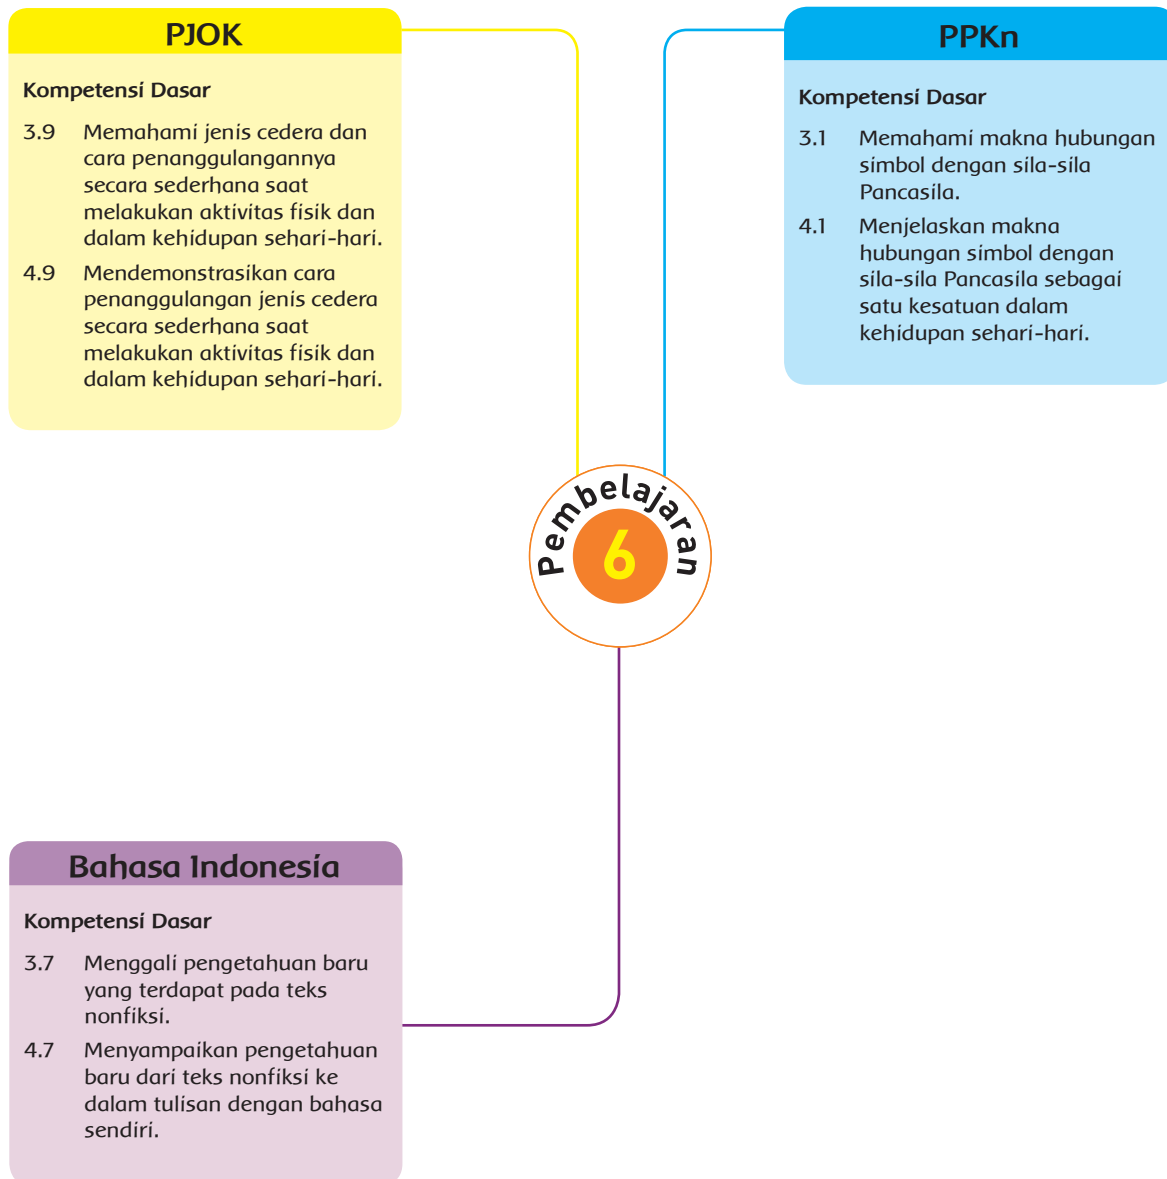 PJOK
Kompetensi Dasar
3.9 Memahami jenis cedera dan
cara penanggulangannya
secara sederhana saat
melakukan aktivitas fisik dan
dalam kehidupan sehari-hari.
4.9 Mendemonstrasikan cara
penanggulangan jenis cedera
secara sederhana saat
melakukan aktivitas fisik dan
dalam kehidupan sehari-hari.
PPKn
Kompetensi Dasar
3.1 Memahami makna hubungan
simbol dengan sila-sila
Pancasila.
4.1 Menjelaskan makna
hubungan simbol dengan
sila-sila Pancasila sebagai
satu kesatuan dalam
kehidupan sehari-hari.
Pembelajaran
6
Bahasa Indonesia
Kompetensi Dasar
3.7 Menggali pengetahuan baru
yang terdapat pada teks
nonfiksi.
4.7 Menyampaikan pengetahuan
baru dari teks nonfiksi ke
dalam tulisan dengan bahasa
sendiri.